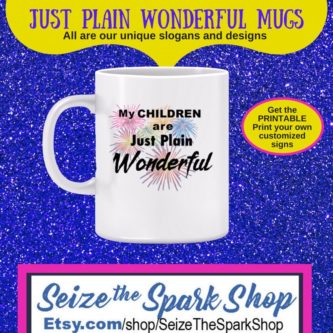 JUST PLAIN WONDERFUL MUGS
All are our unique slogans and designs
My CHILDREN
are
Just Plain
Wonderful
Get the
PRINTABLE
Print your own
customized
signs
Seize the Spark Shop
Etsy.com/shop/SeizeTheSparkShop